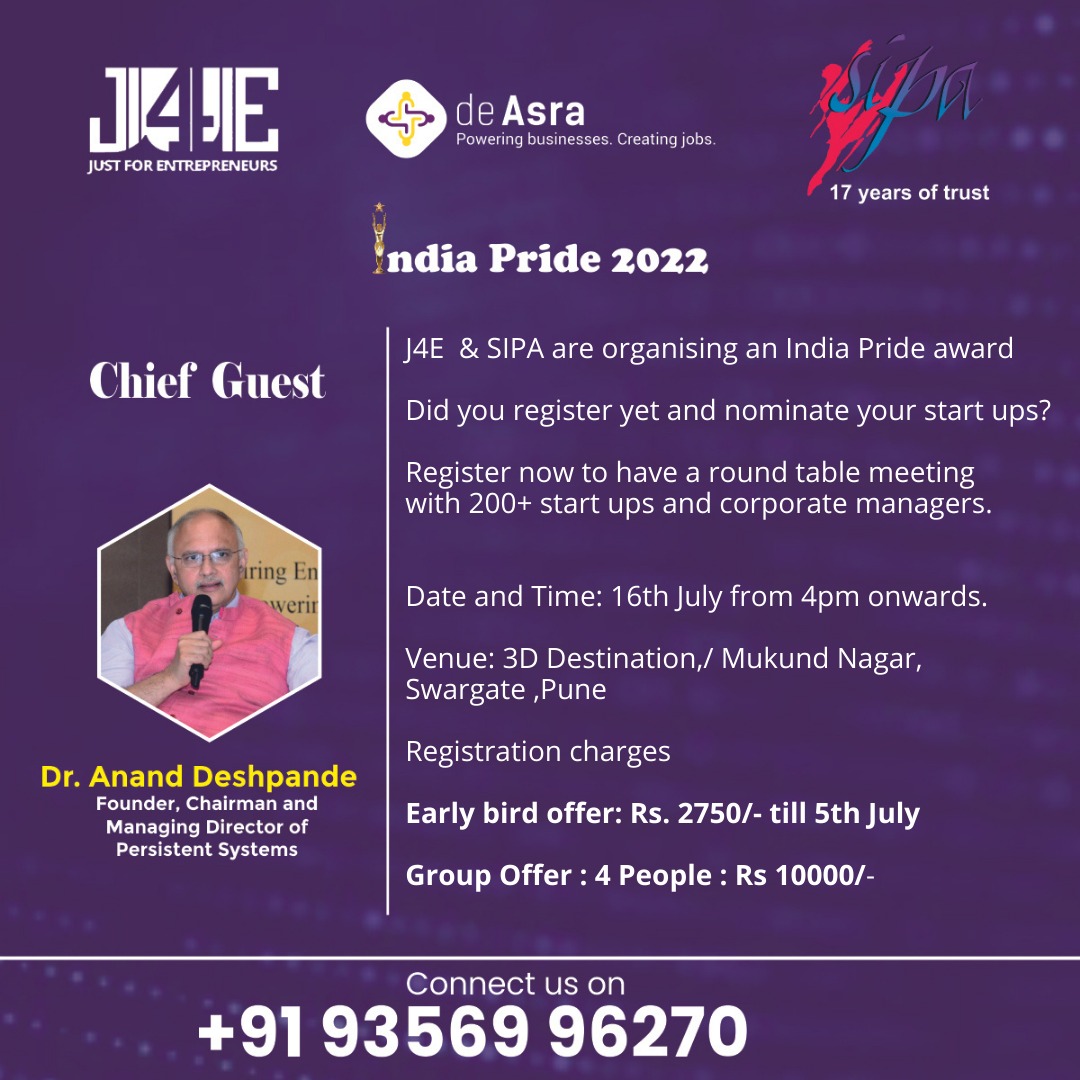 J4E
JUST FOR ENTREPRENEURS
de Asra
Powering businesses. Creating jobs.
sipa
17 years of trust
India Pride 2022
Chief Guest
uring En
owerin
Dr. Anand Deshpande
Founder, Chairman and
Managing Director of
Persistent Systems
J4E & SIPA are organising an India Pride award
Did you register yet and nominate your start ups?
Register now to have a round table meeting
with 200+ start ups and corporate managers.
Date and Time: 16th July from 4pm onwards.
Venue: 3D Destination,/ Mukund Nagar,
Swargate ,Pune
Registration charges
Early bird offer: Rs. 2750/- till 5th July
Group Offer : 4 People : Rs 10000/-
Connect us on
+91 93569 96270